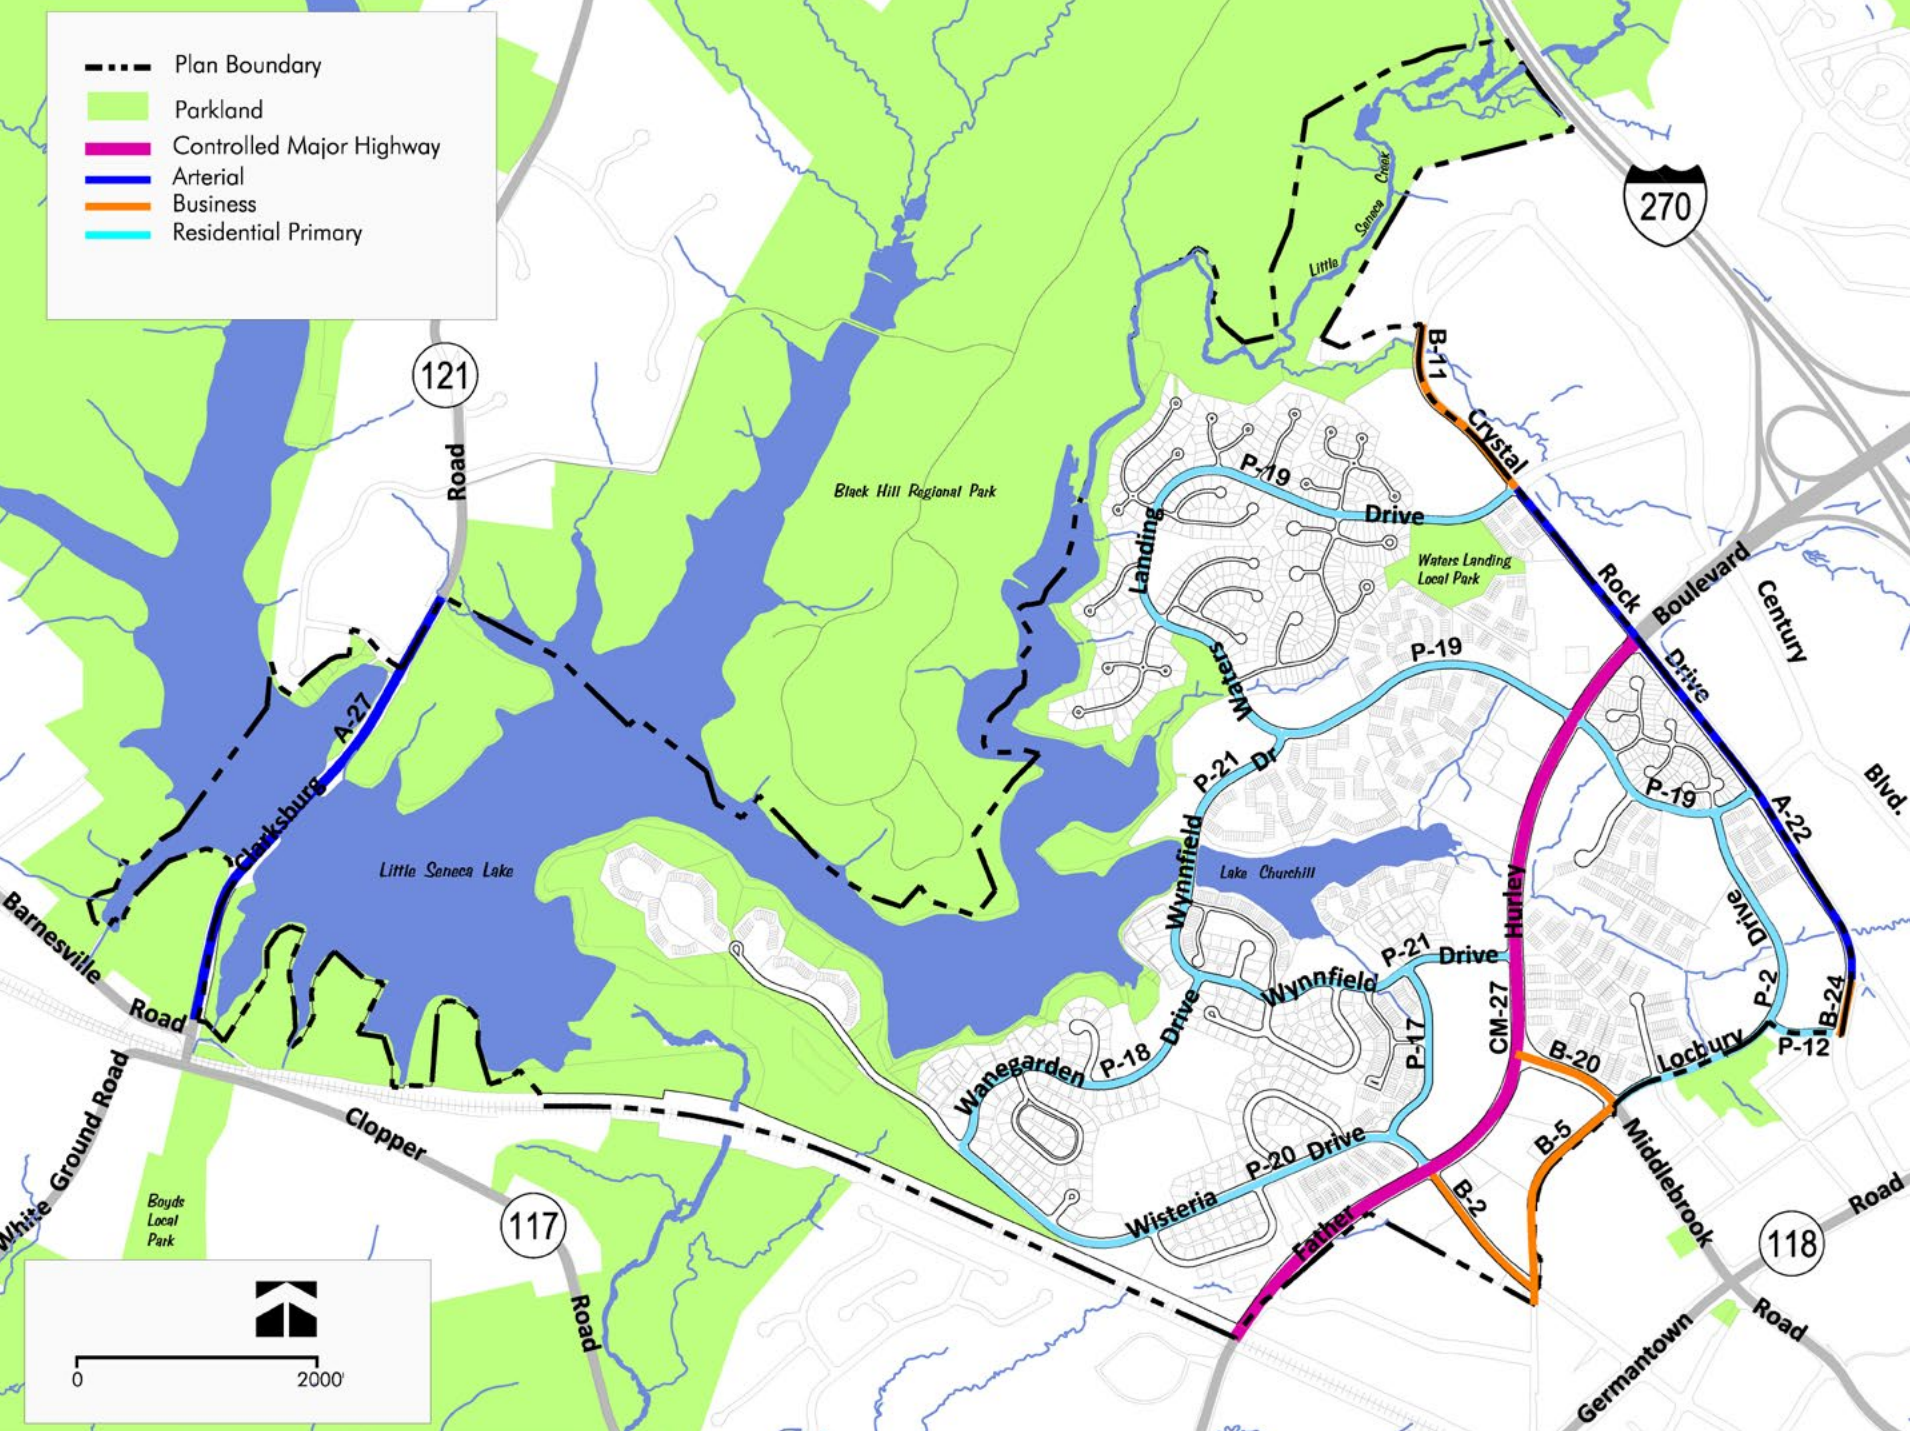 Plan Boundary
Parkland
Controlled Major Highway
Arterial
Business
Residential Primary
270
121
Road
Little
Seneca
Creek
B-11
Crystal
Black Hill Regional Park
P-19
Drive
Landing
Waters Landing
Local Park
Rock
Boulevard
Century
Blvd.
Waters
P-19
Drive
A-27
Clarksburg
P-21
Dr
P-19
A-22
Wynnfield
Lake Churchill
Little Seneca Lake
Hurley
Drive
Barnesville
Road
P-21
Drive
Wynnfield
Drive
CM-27
P-2
B-24
P-17
P-18
Wanegarden
B-20
Locbury
P-12
White Ground Road
Clopper
B-5
Middlebrook
Road
P-20
Drive
Wisteria
B-2
Father
Boyds
Local
Park
117
Road
118
Road
Germantown
Road
0
2000'